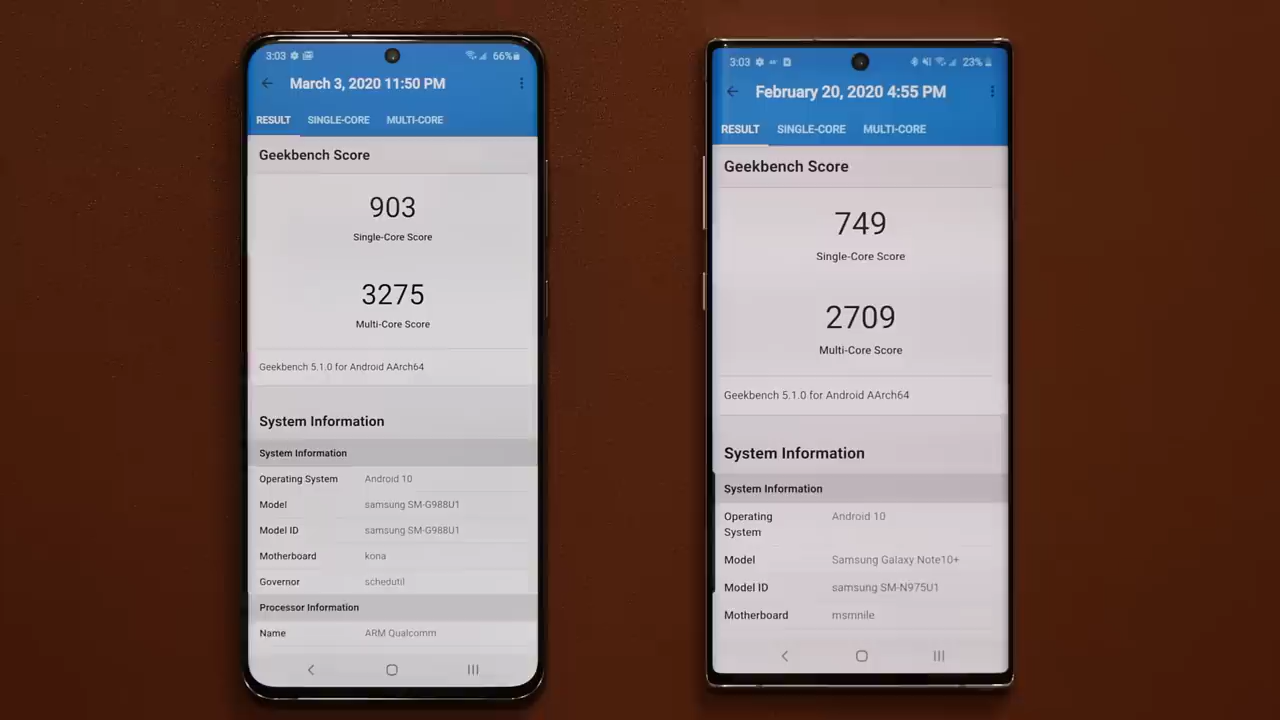 3:03 66%
March 3, 2020 11:50 PM
RESULT SINGLE-CORE MULTI-CORE
Geekbench Score
903
Single-Core Score
3275
Multi-Core Score
Geekbench 5.1.0 for Android AArch64
System Information
System Information
Operating System Android 10
Model samsung SM-G988U1
Model ID samsung SM-G988U1
Motherboard kona
Governor schedutil
Processor Information
Name ARM Qualcomm
3:03 23%
February 20, 2020 4:55 PM
RESULT SINGLE-CORE MULTI-CORE
Geekbench Score
749
Single-Core Score
2709
Multi-Core Score
Geekbench 5.1.0 for Android AArch64
System Information
System Information
Operating Android 10
System
Model Samsung Galaxy Note10+
Model ID samsung SM-N975U1
Motherboard msmnile